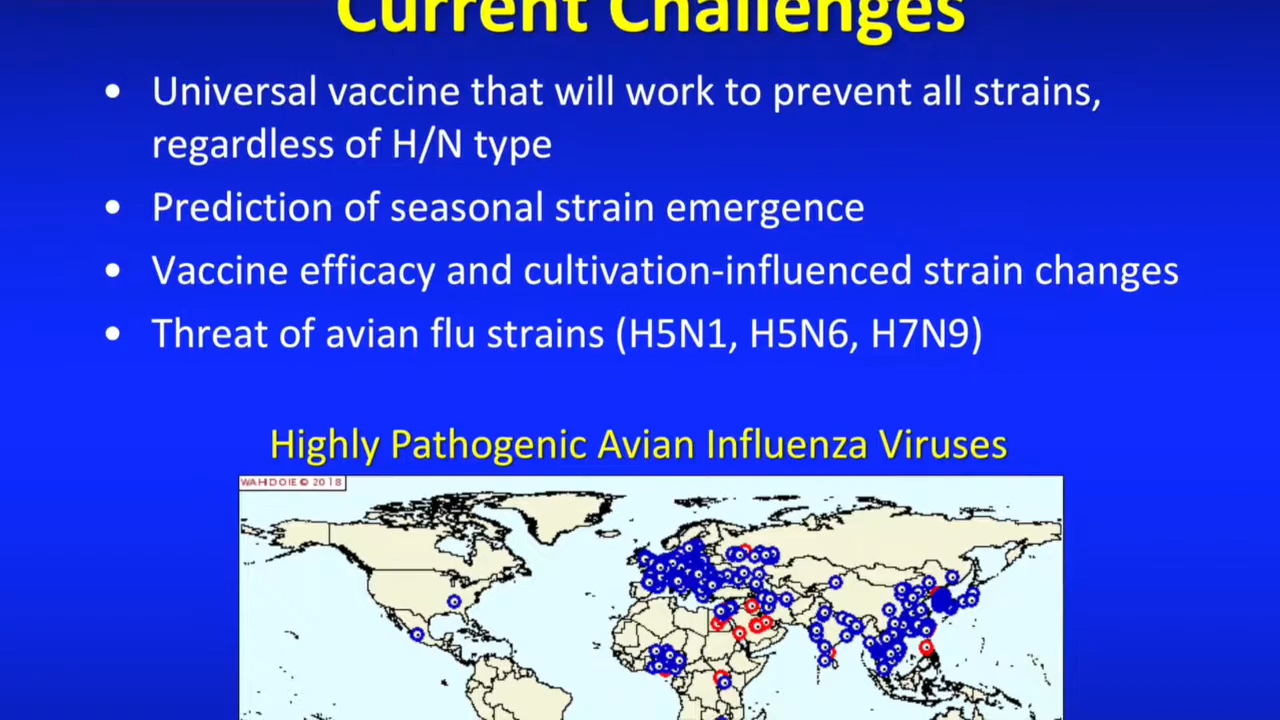 Current Challenges
• Universal vaccine that will work to prevent all strains,
regardless of H/N type
• Prediction of seasonal strain emergence
• Vaccine efficacy and cultivation-influenced strain changes
• Threat of avian flu strains (H5N1, H5N6, H7N9)
Highly Pathogenic Avian Influenza Viruses
WAHIDOIE © 2018